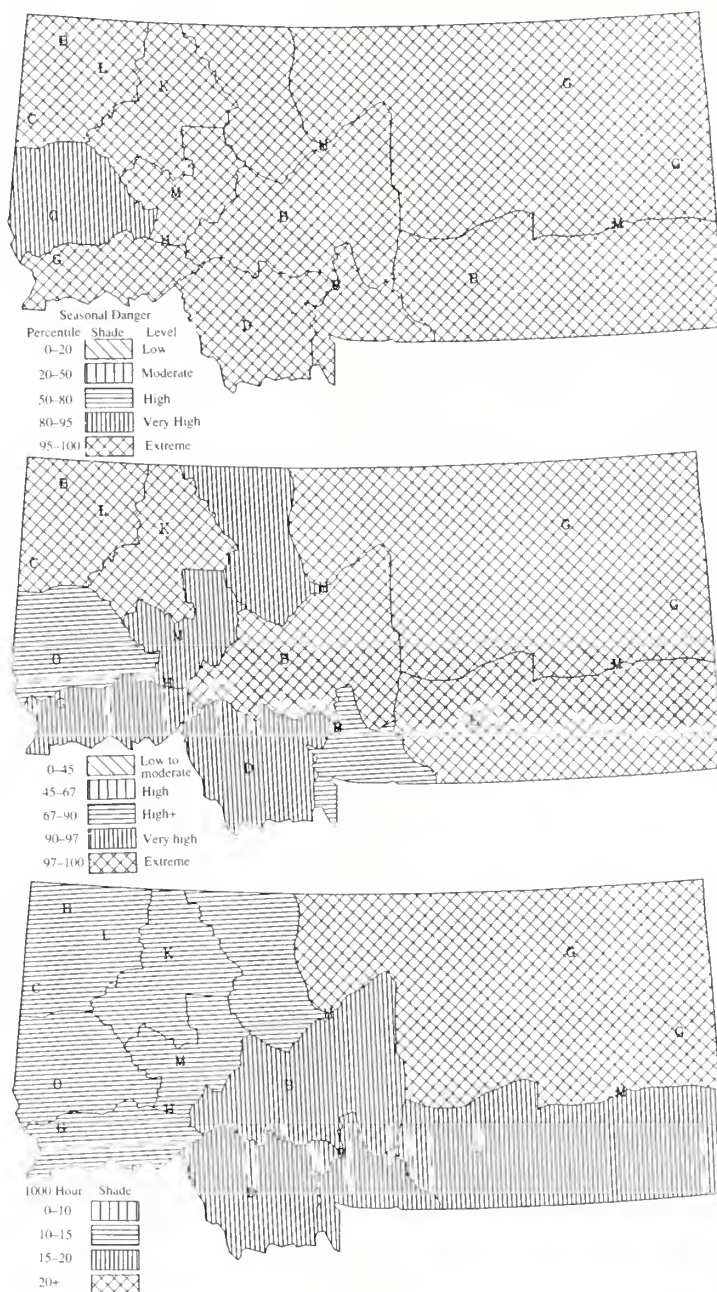 B
L
K
G
C
H
G
M
O
B
M
H
G
B
B
D
Seasonal Danger
Percentile Shade Level
0–20 Low
20–50 Moderate
50–80 High
80–95 Very High
95–100 Extreme
B
L
K
G
C
H
G
M
O
B
M
H
G
B
D
0–45 Low to
moderate
45–67 High
67–90 High+
90–97 Very high
97–100 Extreme
H
L
K
G
C
H
G
M
O
B
M
H
G
1000 Hour Shade
0–10
10–15
15–20
20+